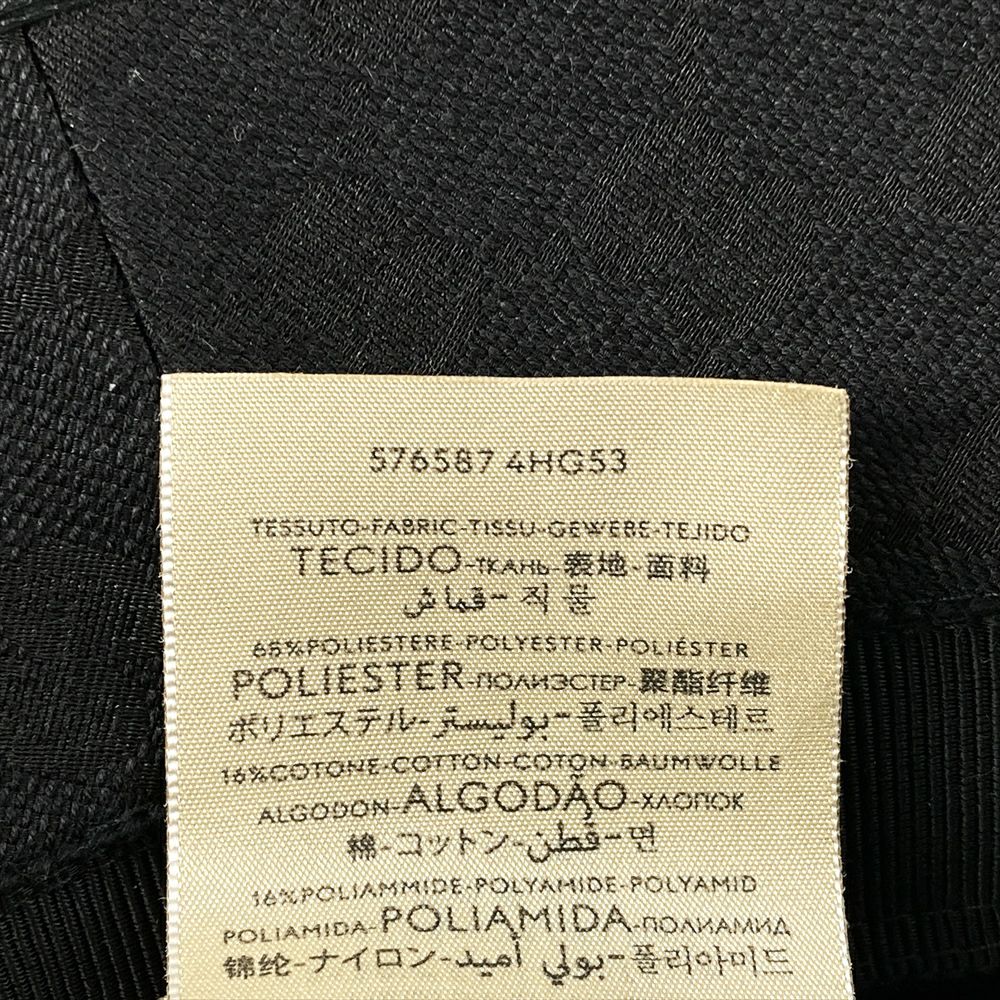 576587 4HG53
TESSUTO-FABRIC-TISSU-GEWEBE-TEJIDO
TECIDO-ТКАНЬ-表地-面料
قماش-직물
65%POLIESTERE-POLYESTER-POLIÉSTER
POLIESTER-ПОЛИЭСТЕР-聚酯纤维
ポリエステル-بوليستر-폴리에스테르
16%COTONE-COTTON-COTON-BAUMWOLLE
ALGODON-ALGODÃO-ХЛОПОК
綿-コットン-قطن-면
16%POLIAMMIDE-POLYAMIDE-POLYAMID
POLIAMIDA-POLIAMIDA-ПОЛИАМИД
锦纶-ナイロン-بولي أميد-폴리아미드